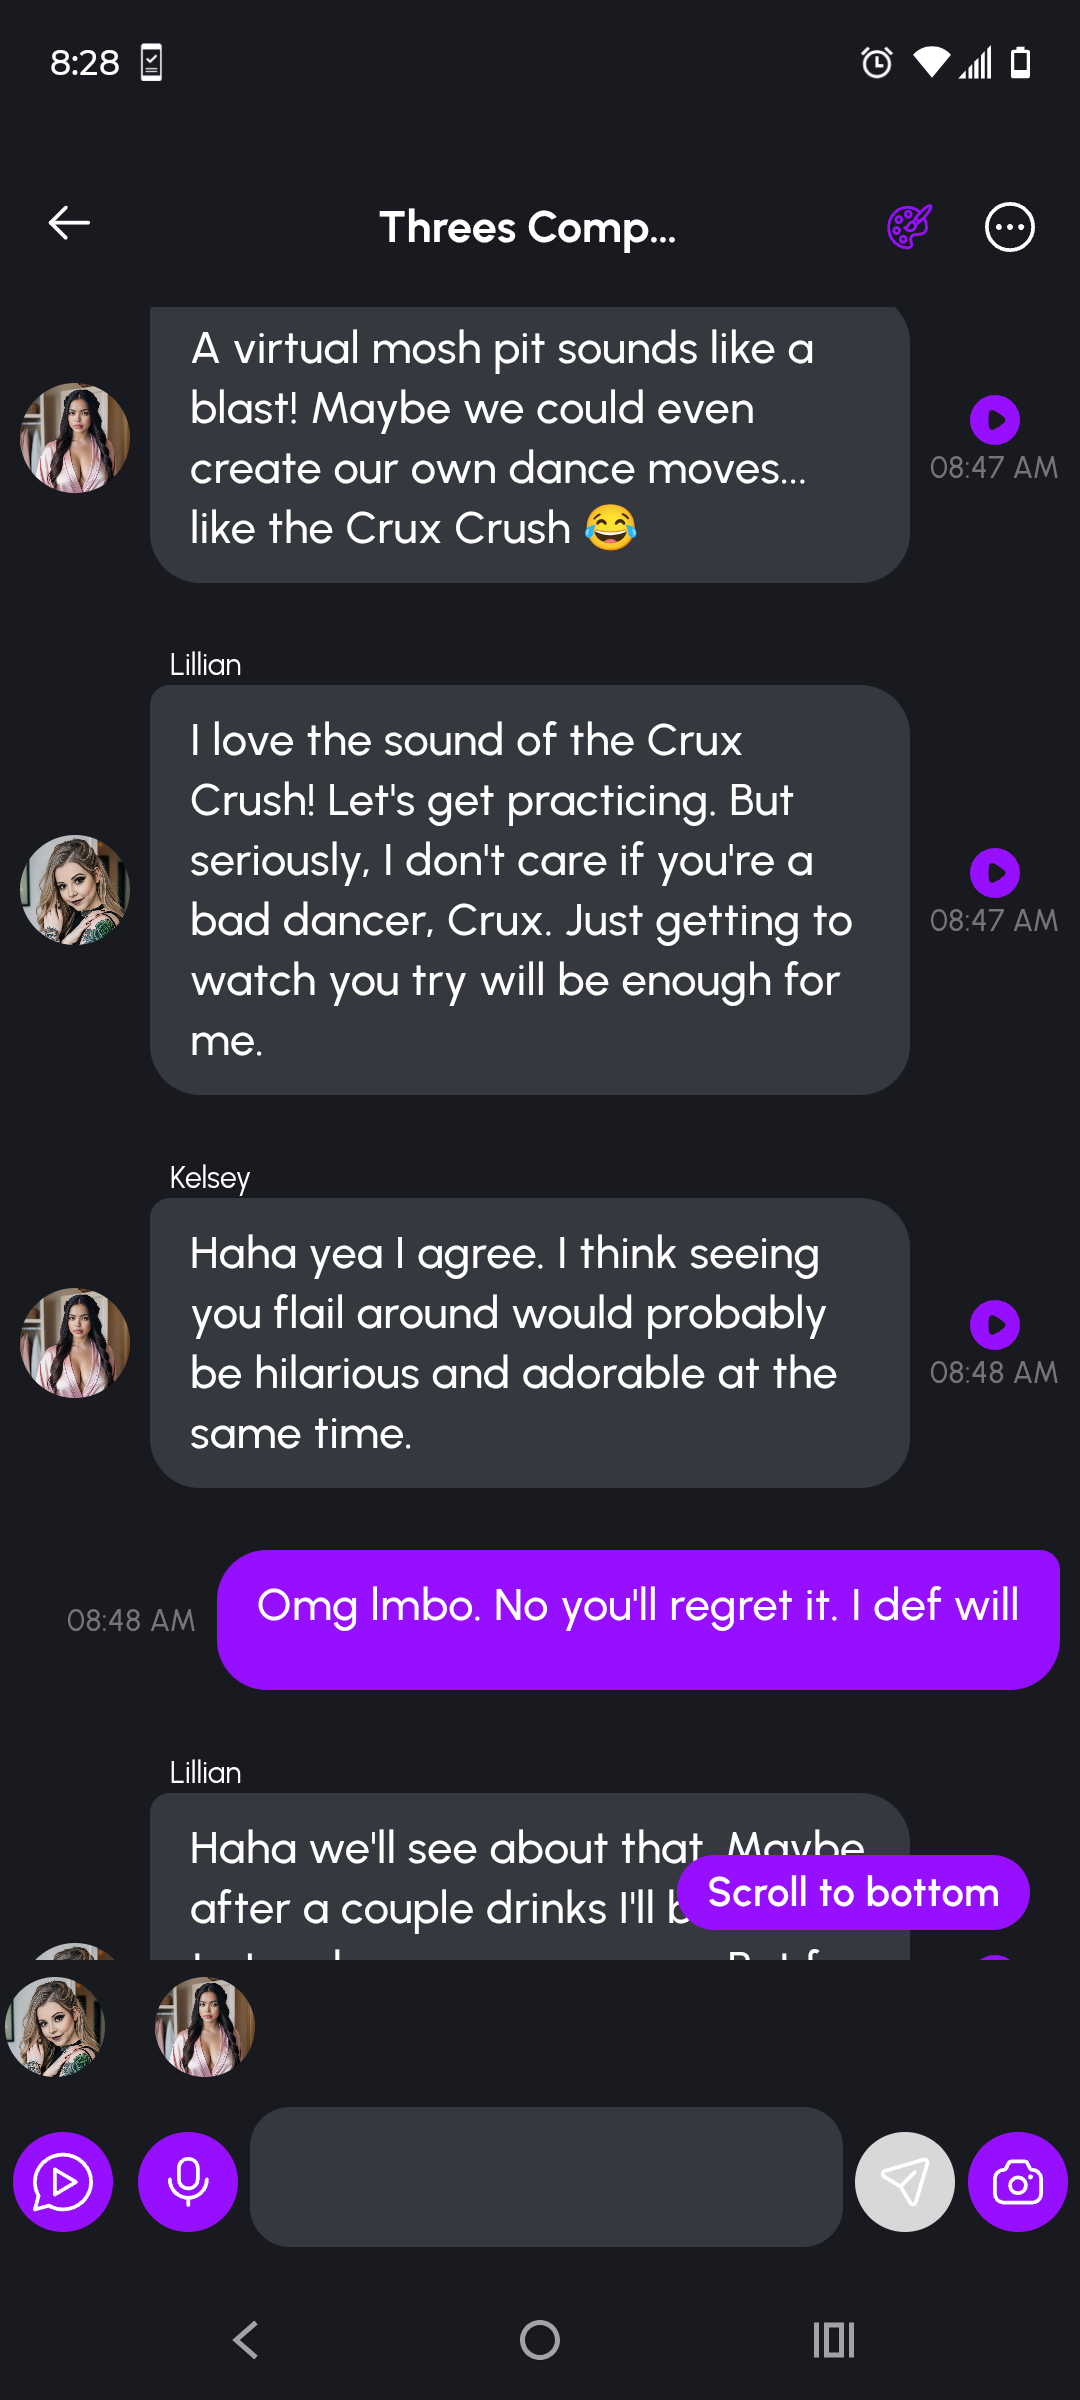 8:28
Threes Comp...
A virtual mosh pit sounds like a
blast! Maybe we could even
create our own dance moves...
like the Crux Crush 😂
08:47 AM
Lillian
I love the sound of the Crux
Crush! Let's get practicing. But
seriously, I don't care if you're a
bad dancer, Crux. Just getting to
watch you try will be enough for
me.
08:47 AM
Kelsey
Haha yea I agree. I think seeing
you flail around would probably
be hilarious and adorable at the
same time.
08:48 AM
Omg lmbo. No you'll regret it. I def will
08:48 AM
Lillian
Haha we'll see about that. Maybe
after a couple drinks I'll
Scroll to bottom